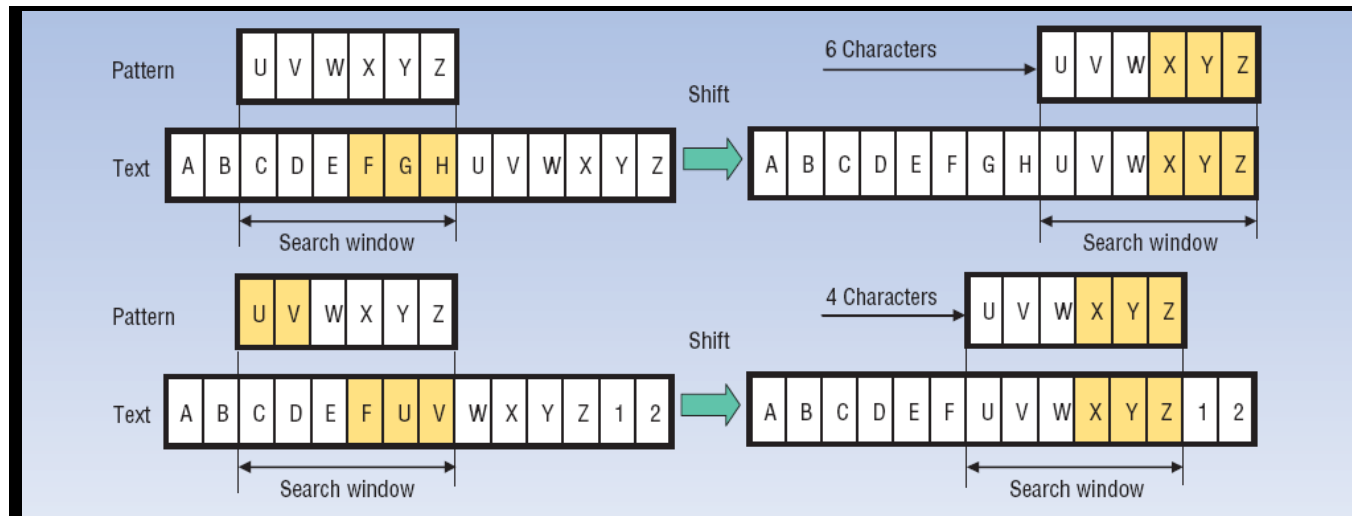 U V W X Y Z
6 Characters
U V W X Y Z
Pattern
Shift
Text
A B C D E F G H U V W X Y Z
A B C D E F G H U V W X Y Z
Search window
Search window
U V W X Y Z
4 Characters
U V W X Y Z
Pattern
Shift
Text
A B C D E F U V W X Y Z 1 2
A B C D E F U V W X Y Z 1 2
Search window
Search window